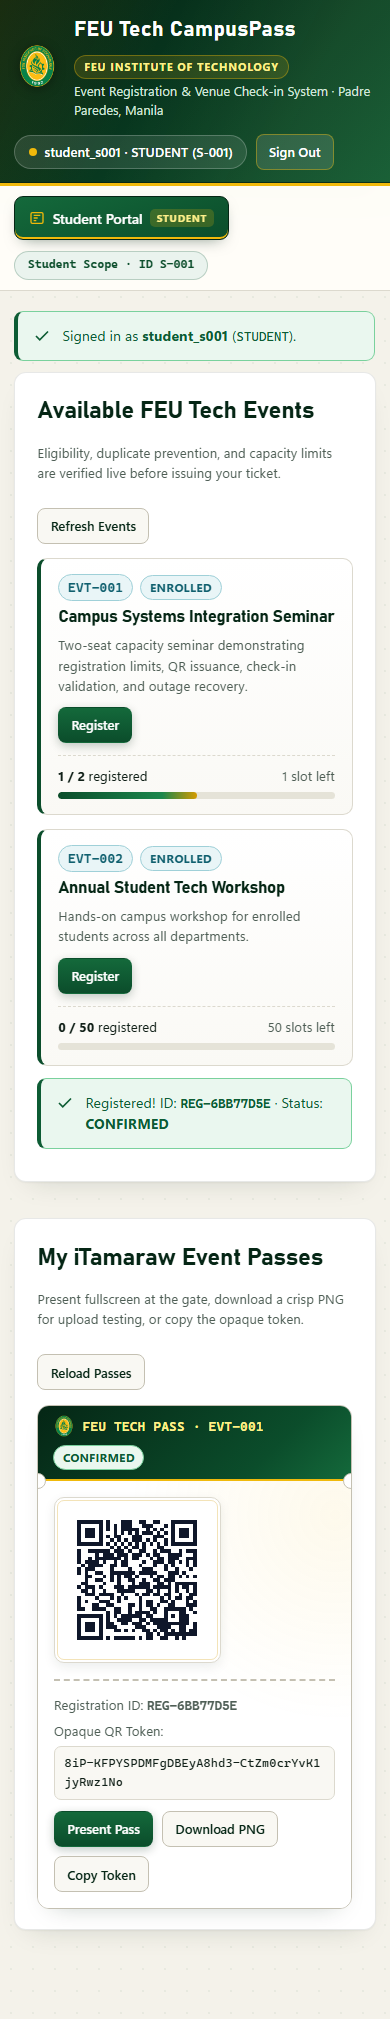 FEU Tech CampusPass
FEU INSTITUTE OF TECHNOLOGY
Event Registration & Venue Check-in System · Padre
Paredes, Manila
student_s001 · STUDENT (S-001)
Sign Out
Student Portal
STUDENT
Student Scope · ID S-001
Signed in as student_s001 (STUDENT).
Available FEU Tech Events
Eligibility, duplicate prevention, and capacity limits
are verified live before issuing your ticket.
Refresh Events
EVT-001
ENROLLED
Campus Systems Integration Seminar
Two-seat capacity seminar demonstrating
registration limits, QR issuance, check-in
validation, and outage recovery.
Register
1 / 2 registered
1 slot left
EVT-002
ENROLLED
Annual Student Tech Workshop
Hands-on campus workshop for enrolled
students across all departments.
Register
0 / 50 registered
50 slots left
Registered! ID: REG-6BB77D5E · Status:
CONFIRMED
My iTamaraw Event Passes
Present fullscreen at the gate, download a crisp PNG
for upload testing, or copy the opaque token.
Reload Passes
FEU TECH PASS · EVT-001
CONFIRMED
Registration ID: REG-6BB77D5E
Opaque QR Token:
8iP-KFPYSPDMFgDBEyA8hd3-CtZm0crYvK1
jyRwz1No
Present Pass
Download PNG
Copy Token